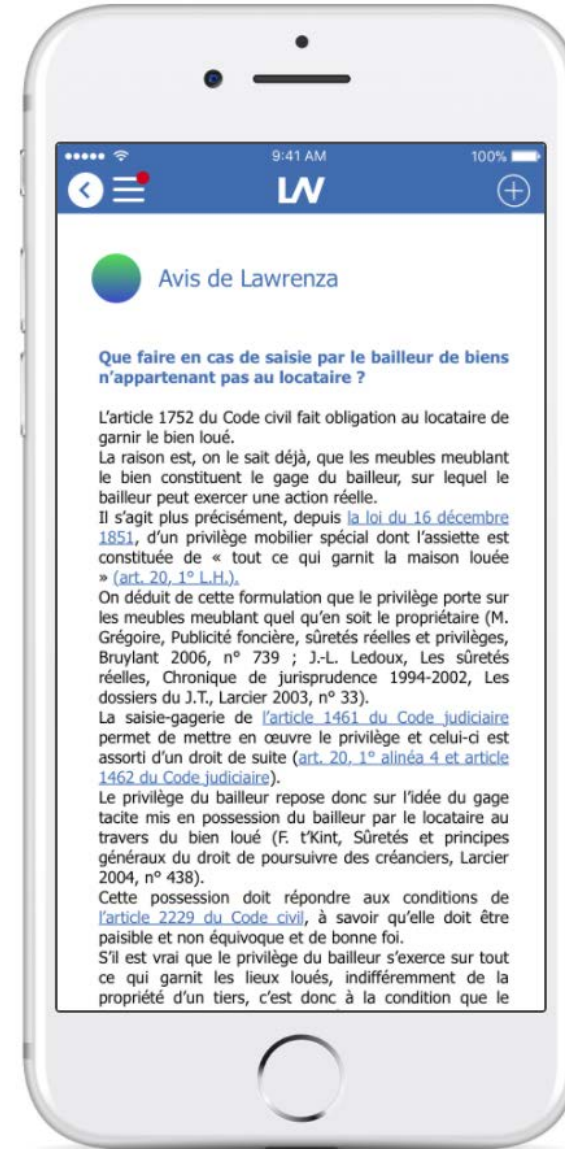 9:41 AM
100%
LW
Avis de Lawrenza
Que faire en cas de saisie par le bailleur de biens
n'appartenant pas au locataire ?
L'article 1752 du Code civil fait obligation au locataire de
garnir le bien loué.
La raison est, on le sait déjà, que les meubles meublant
le bien constituent le gage du bailleur, sur lequel le
bailleur peut exercer une action réelle.
Il s'agit plus précisément, depuis la loi du 16 décembre
1851, d'un privilège mobilier spécial dont l'assiette est
constituée de « tout ce qui garnit la maison louée
» (art. 20, 1° L.H.).
On déduit de cette formulation que le privilège porte sur
les meubles meublant quel qu'en soit le propriétaire (M.
Grégoire, Publicité foncière, sûretés réelles et privilèges,
Bruylant 2006, n° 739 ; J.-L. Ledoux, Les sûretés
réelles, Chronique de jurisprudence 1994-2002, Les
dossiers du J.T., Larcier 2003, n° 33).
La saisie-gagerie de l'article 1461 du Code judiciaire
permet de mettre en œuvre le privilège et celui-ci est
assorti d'un droit de suite (art. 20, 1° alinéa 4 et article
1462 du Code judiciaire).
Le privilège du bailleur repose donc sur l'idée du gage
tacite mis en possession du bailleur par le locataire au
travers du bien loué (F. t'Kint, Sûretés et principes
généraux du droit de poursuivre des créanciers, Larcier
2004, n° 438).
Cette possession doit répondre aux conditions de
l'article 2229 du Code civil, à savoir qu'elle doit être
paisible et non équivoque et de bonne foi.
S'il est vrai que le privilège du bailleur s'exerce sur tout
ce qui garnit les lieux loués, indifféremment de la
propriété d'un tiers, c'est donc à la condition que le